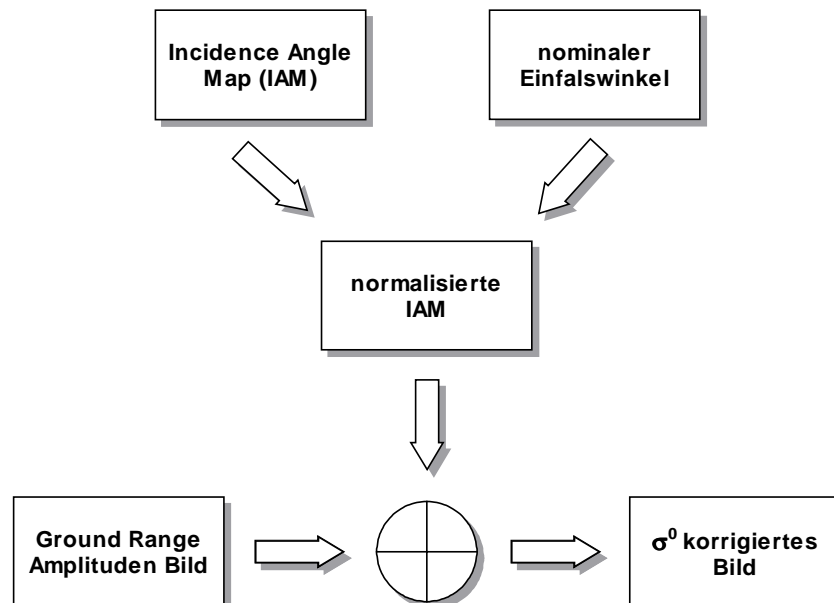 Incidence Angle
Map (IAM)
nominaler
Einfalswinkel
normalisierte
IAM
Ground Range
Amplituden Bild
σ⁰ korrigiertes
Bild